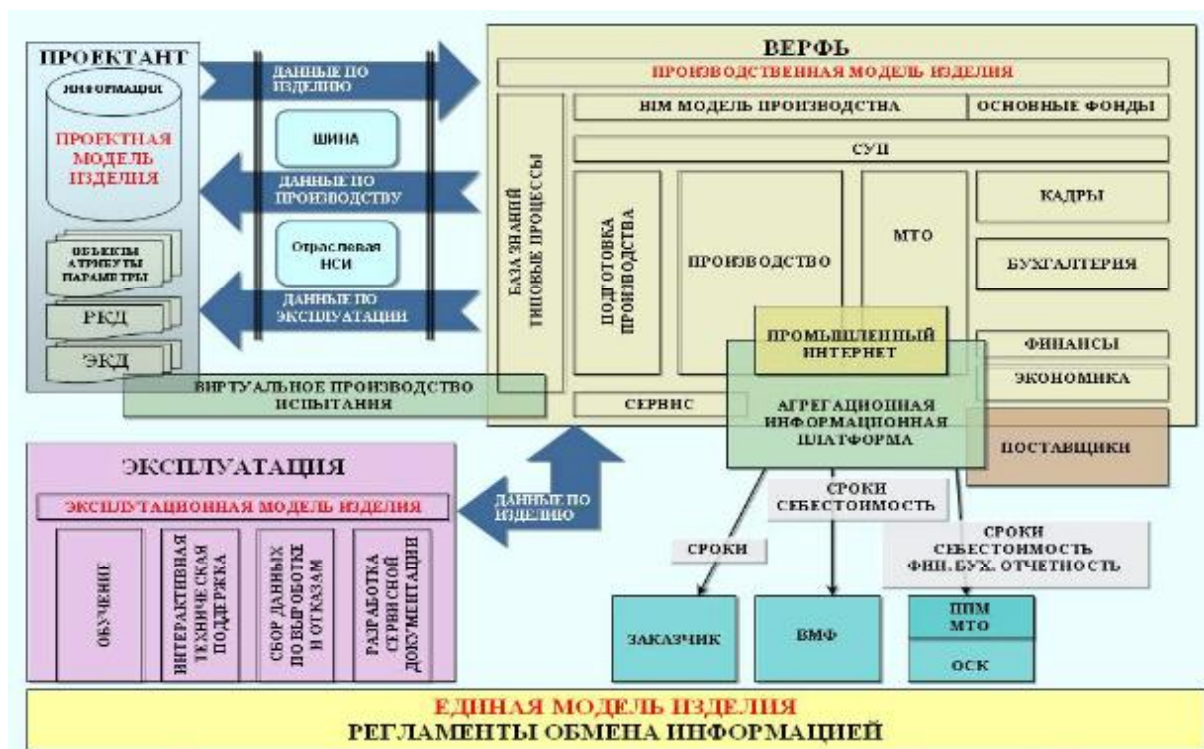 ПРОЕКТАНТ
ИНФОРМАЦИЯ
ПРОЕКТНАЯ
МОДЕЛЬ
ИЗДЕЛИЯ
ОБЪЕКТЫ
АТРИБУТЫ
ПАРАМЕТРЫ
РКД
ЭКД
ДАННЫЕ ПО
ИЗДЕЛИЮ
ШИНА
ДАННЫЕ ПО
ПРОИЗВОДСТВУ
Отраслевая
НСИ
ДАННЫЕ ПО
ЭКСПЛУАТАЦИИ
ВИРТУАЛЬНОЕ ПРОИЗВОДСТВО
ИСПЫТАНИЯ
ВЕРФЬ
ПРОИЗВОДСТВЕННАЯ МОДЕЛЬ ИЗДЕЛИЯ
БАЗА ЗНАНИЙ
ТИПОВЫЕ ПРОЦЕССЫ
НІМ МОДЕЛЬ ПРОИЗВОДСТВА
ОСНОВНЫЕ ФОНДЫ
СУП
ПОДГОТОВКА
ПРОИЗВОДСТВА
ПРОИЗВОДСТВО
МТО
КАДРЫ
БУХГАЛТЕРИЯ
ФИНАНСЫ
ЭКОНОМИКА
ПРОМЫШЛЕННЫЙ
ИНТЕРНЕТ
СЕРВИС
АГРЕГАЦИОННАЯ
ИНФОРМАЦИОННАЯ
ПЛАТФОРМА
ПОСТАВЩИКИ
ЭКСПЛУАТАЦИЯ
ЭКСПЛУТАЦИОННАЯ МОДЕЛЬ ИЗДЕЛИЯ
ОБУЧЕНИЕ
ИНТЕРАКТИВНАЯ
ТЕХНИЧЕСКАЯ
ПОДДЕРЖКА
СБОР ДАННЫХ
ПО ВЫРОБОТКЕ
И ОТКАЗАМ
РАЗРАБОТКА
СЕРВИСНОЙ
ДОКУМЕНТАЦИИ
ДАННЫЕ ПО
ИЗДЕЛИЮ
СРОКИ
СРОКИ
СЕБЕСТОИМОСТЬ
СРОКИ
СЕБЕСТОИМОСТЬ
ФИН. БУХ. ОТЧЕТНОСТЬ
ЗАКАЗЧИК
ВМФ
ППМ
МТО
ОСК
ЕДИНАЯ МОДЕЛЬ ИЗДЕЛИЯ
РЕГЛАМЕНТЫ ОБМЕНА ИНФОРМАЦИЕЙ